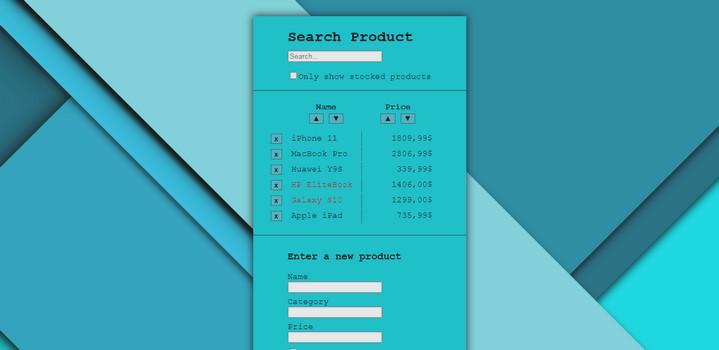 Search Product
Search...
Only show stocked products
Name Price
▲ ▼ ▲ ▼
x iPhone 11 1809,99$
x MacBook Pro 2806,99$
x Huawei Y9S 339,99$
x HP EliteBook 1406,00$
x Galaxy S10 1299,00$
x Apple iPad 735,99$
Enter a new product
Name
Category
Price